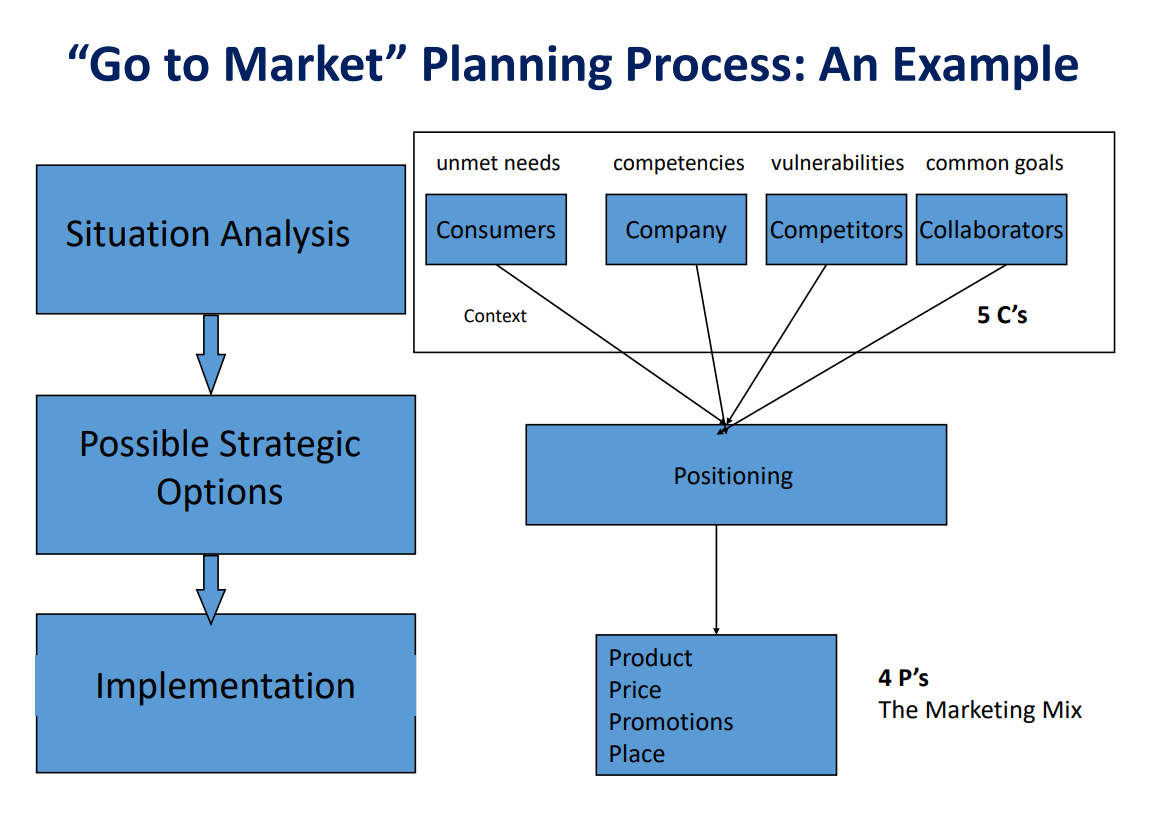 “Go to Market” Planning Process: An Example
Situation Analysis
unmet needs
competencies
vulnerabilities
common goals
Consumers
Company
Competitors
Collaborators
Context
5 C’s
Possible Strategic
Options
Positioning
Implementation
Product
Price
Promotions
Place
4 P’s
The Marketing Mix